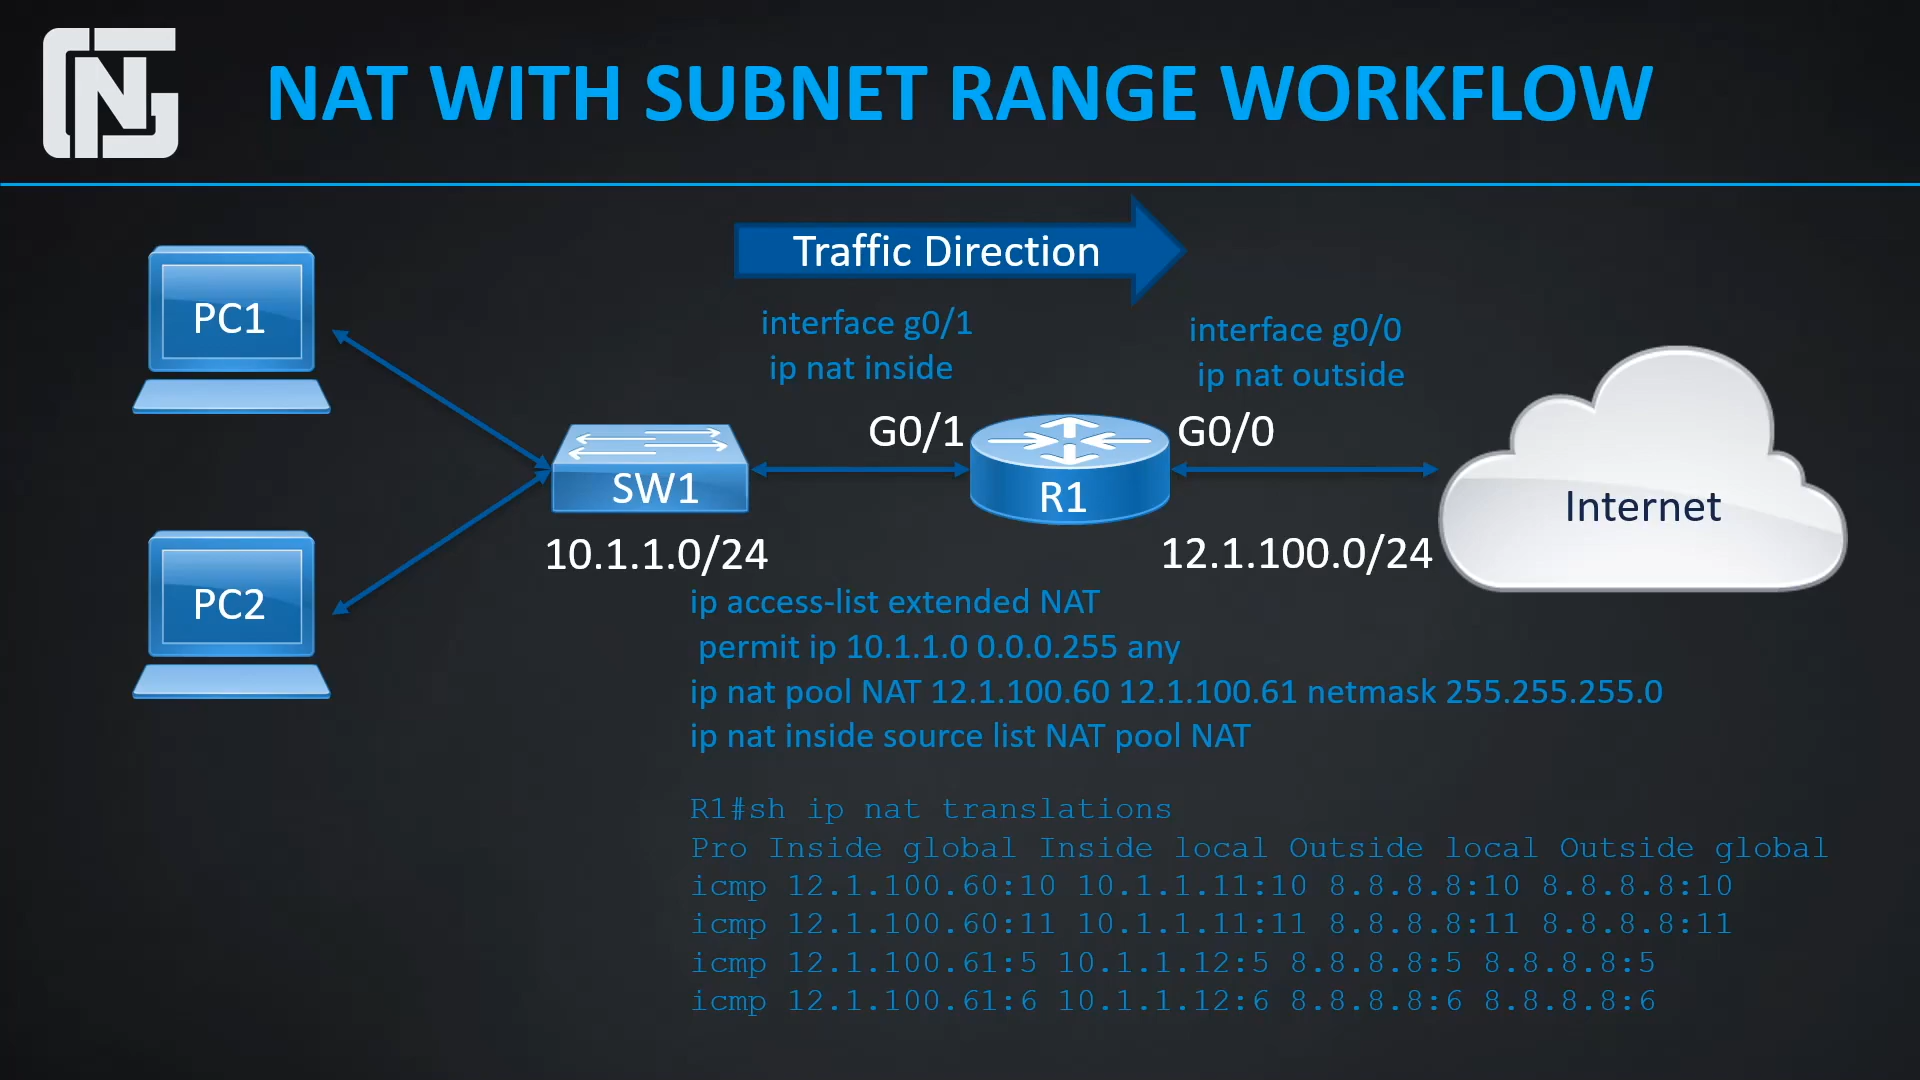 NG
NAT WITH SUBNET RANGE WORKFLOW
Traffic Direction
PC1
interface g0/1
ip nat inside
interface g0/0
ip nat outside
G0/1
G0/0
SW1
R1
Internet
10.1.1.0/24
12.1.100.0/24
PC2
ip access-list extended NAT
permit ip 10.1.1.0 0.0.0.255 any
ip nat pool NAT 12.1.100.60 12.1.100.61 netmask 255.255.255.0
ip nat inside source list NAT pool NAT
R1#sh ip nat translations
Pro Inside global Inside local Outside local Outside global
icmp 12.1.100.60:10 10.1.1.11:10 8.8.8.8:10 8.8.8.8:10
icmp 12.1.100.60:11 10.1.1.11:11 8.8.8.8:11 8.8.8.8:11
icmp 12.1.100.61:5 10.1.1.12:5 8.8.8.8:5 8.8.8.8:5
icmp 12.1.100.61:6 10.1.1.12:6 8.8.8.8:6 8.8.8.8:6